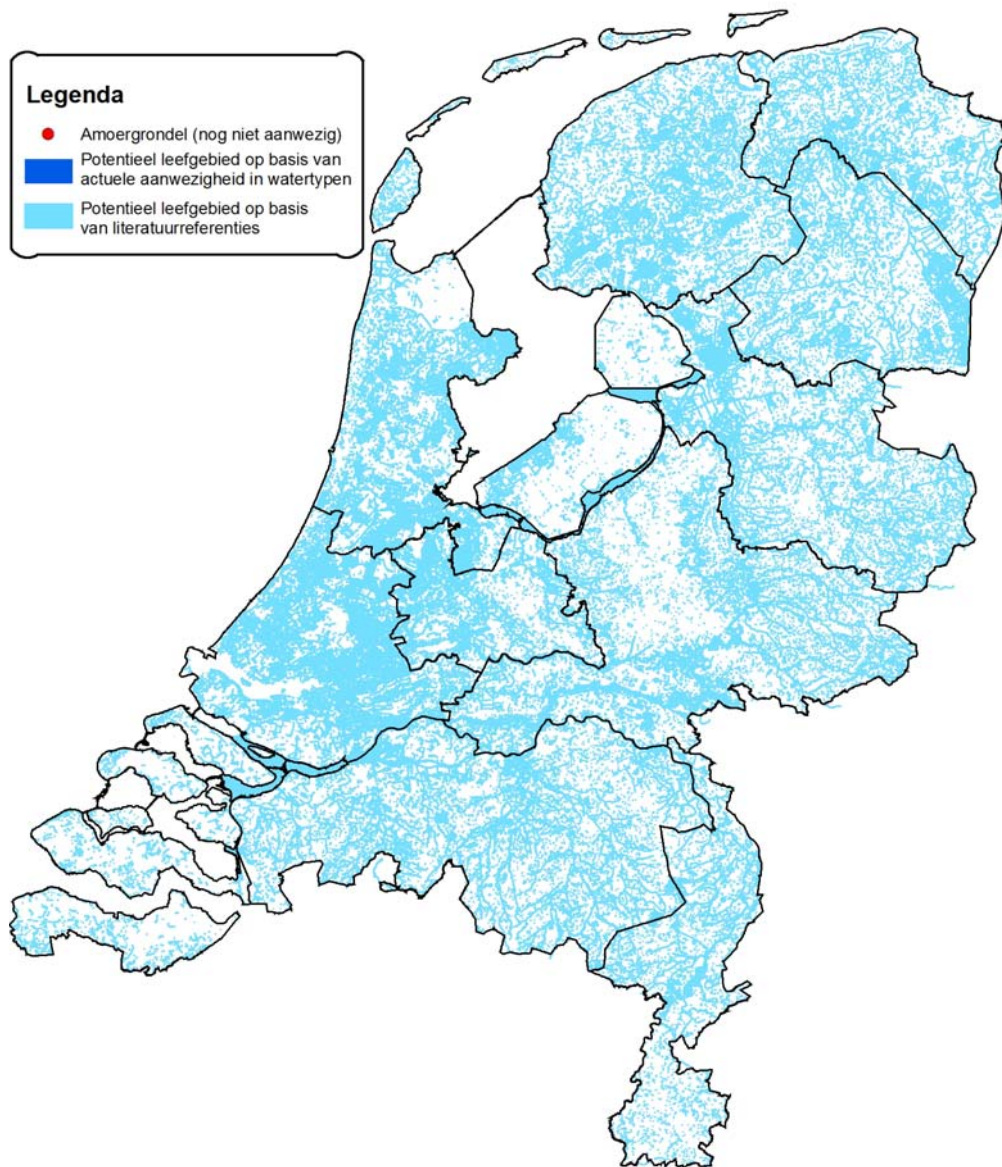 Legenda
Amoergrondel (nog niet aanwezig)
Potentieel leefgebied op basis van
actuele aanwezigheid in watertypen
Potentieel leefgebied op basis
van literatuurreferenties